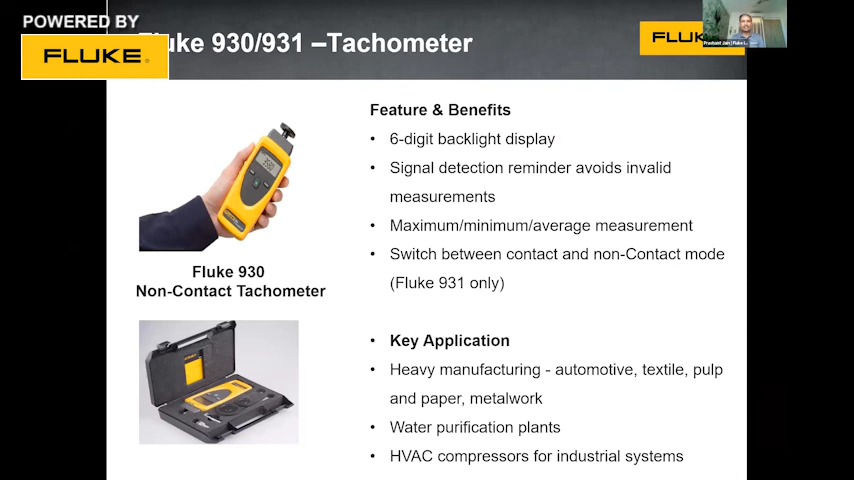 POWERED BY
FLUKE
Fluke 930/931 –Tachometer
FLUK
Prashant Jain | Fluke I...
Feature & Benefits
• 6-digit backlight display
• Signal detection reminder avoids invalid
measurements
• Maximum/minimum/average measurement
• Switch between contact and non-Contact mode
(Fluke 931 only)
Fluke 930
Non-Contact Tachometer
• Key Application
• Heavy manufacturing - automotive, textile, pulp
and paper, metalwork
• Water purification plants
• HVAC compressors for industrial systems